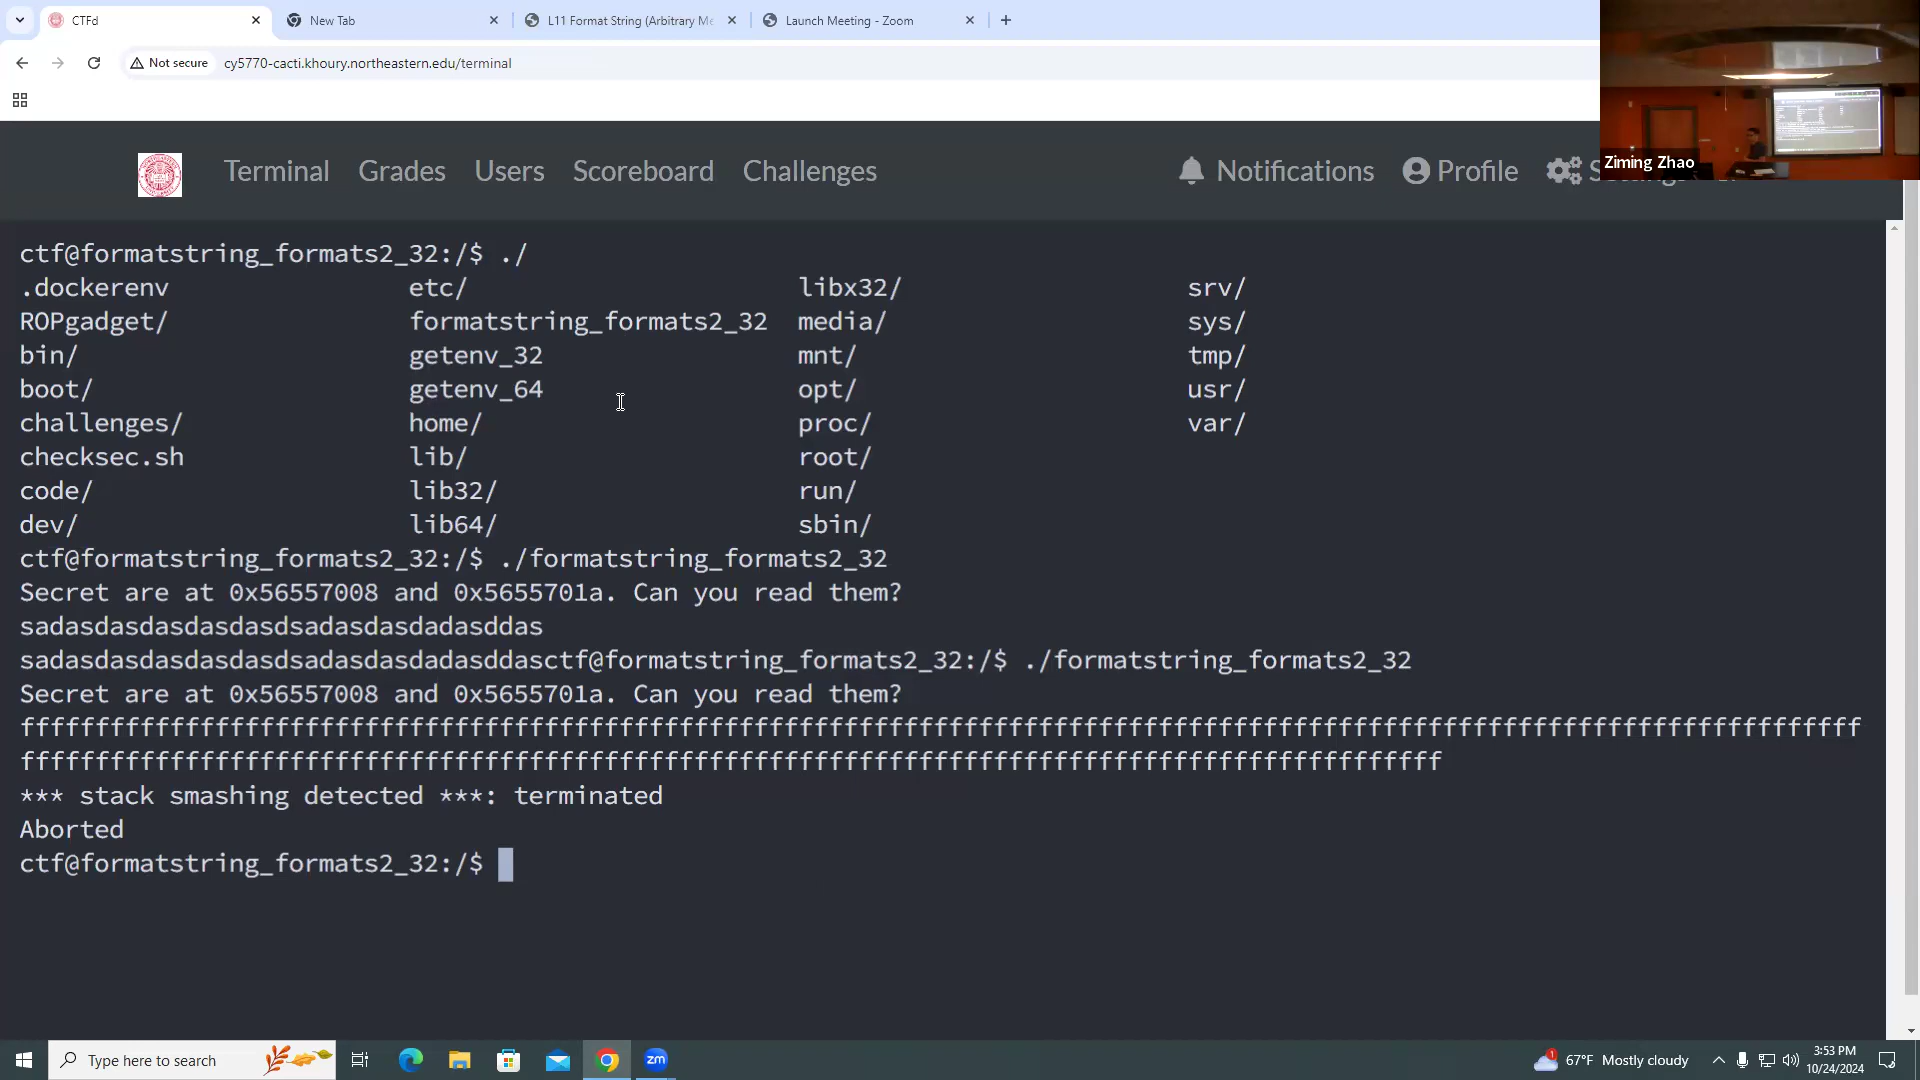 CTFd
New Tab
L11 Format String (Arbitrary Me
Launch Meeting - Zoom
Not secure
cy5770-cacti.khoury.northeastern.edu/terminal
Ziming Zhao
Terminal Grades Users Scoreboard Challenges Notifications Profile
ctf@formatstring_formats2_32:/$ ./
.dockerenv etc/ libx32/ srv/
ROPgadget/ formatstring_formats2_32 media/ sys/
bin/ getenv_32 mnt/ tmp/
boot/ getenv_64 opt/ usr/
challenges/ home/ proc/ var/
checksec.sh lib/ root/
code/ lib32/ run/
dev/ lib64/ sbin/
ctf@formatstring_formats2_32:/$ ./formatstring_formats2_32
Secret are at 0x56557008 and 0x5655701a. Can you read them?
sadasdasdasdasdasdsadasdasdadasddas
sadasdasdasdasdasdsadasdasdadasddasctf@formatstring_formats2_32:/$ ./formatstring_formats2_32
Secret are at 0x56557008 and 0x5655701a. Can you read them?
fffffffffffffffffffffffffffffffffffffffffffffffffffffffffffffffffffffffffffffffffffffffffffffffffffffffffffffffffffffffffff
fffffffffffffffffffffffffffffffffffffffffffffffffffffffffffffffffffffffffffffffffffffffffffffff
*** stack smashing detected ***: terminated
Aborted
ctf@formatstring_formats2_32:/$
Type here to search
zm
1
67°F Mostly cloudy
3:53 PM
10/24/2024